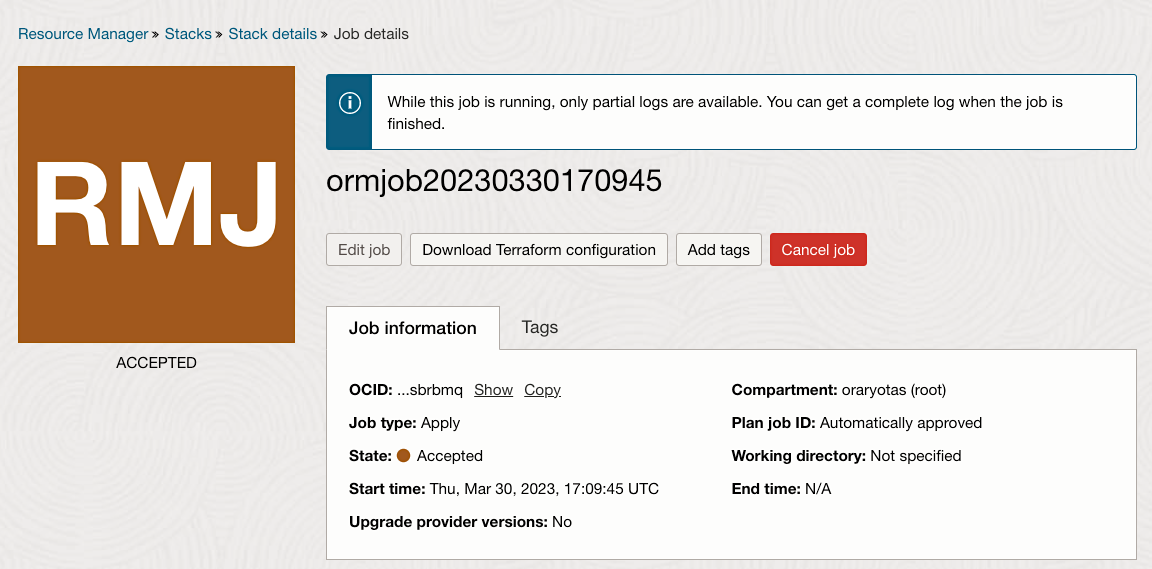 Resource Manager » Stacks » Stack details » Job details
RMJ
ACCEPTED
While this job is running, only partial logs are available. You can get a complete log when the job is
finished.
ormjob20230330170945
Edit job Download Terraform configuration Add tags Cancel job
Job information Tags
OCID: ...sbrbmq Show Copy
Job type: Apply
State: Accepted
Start time: Thu, Mar 30, 2023, 17:09:45 UTC
Upgrade provider versions: No
Compartment: oraryotas (root)
Plan job ID: Automatically approved
Working directory: Not specified
End time: N/A